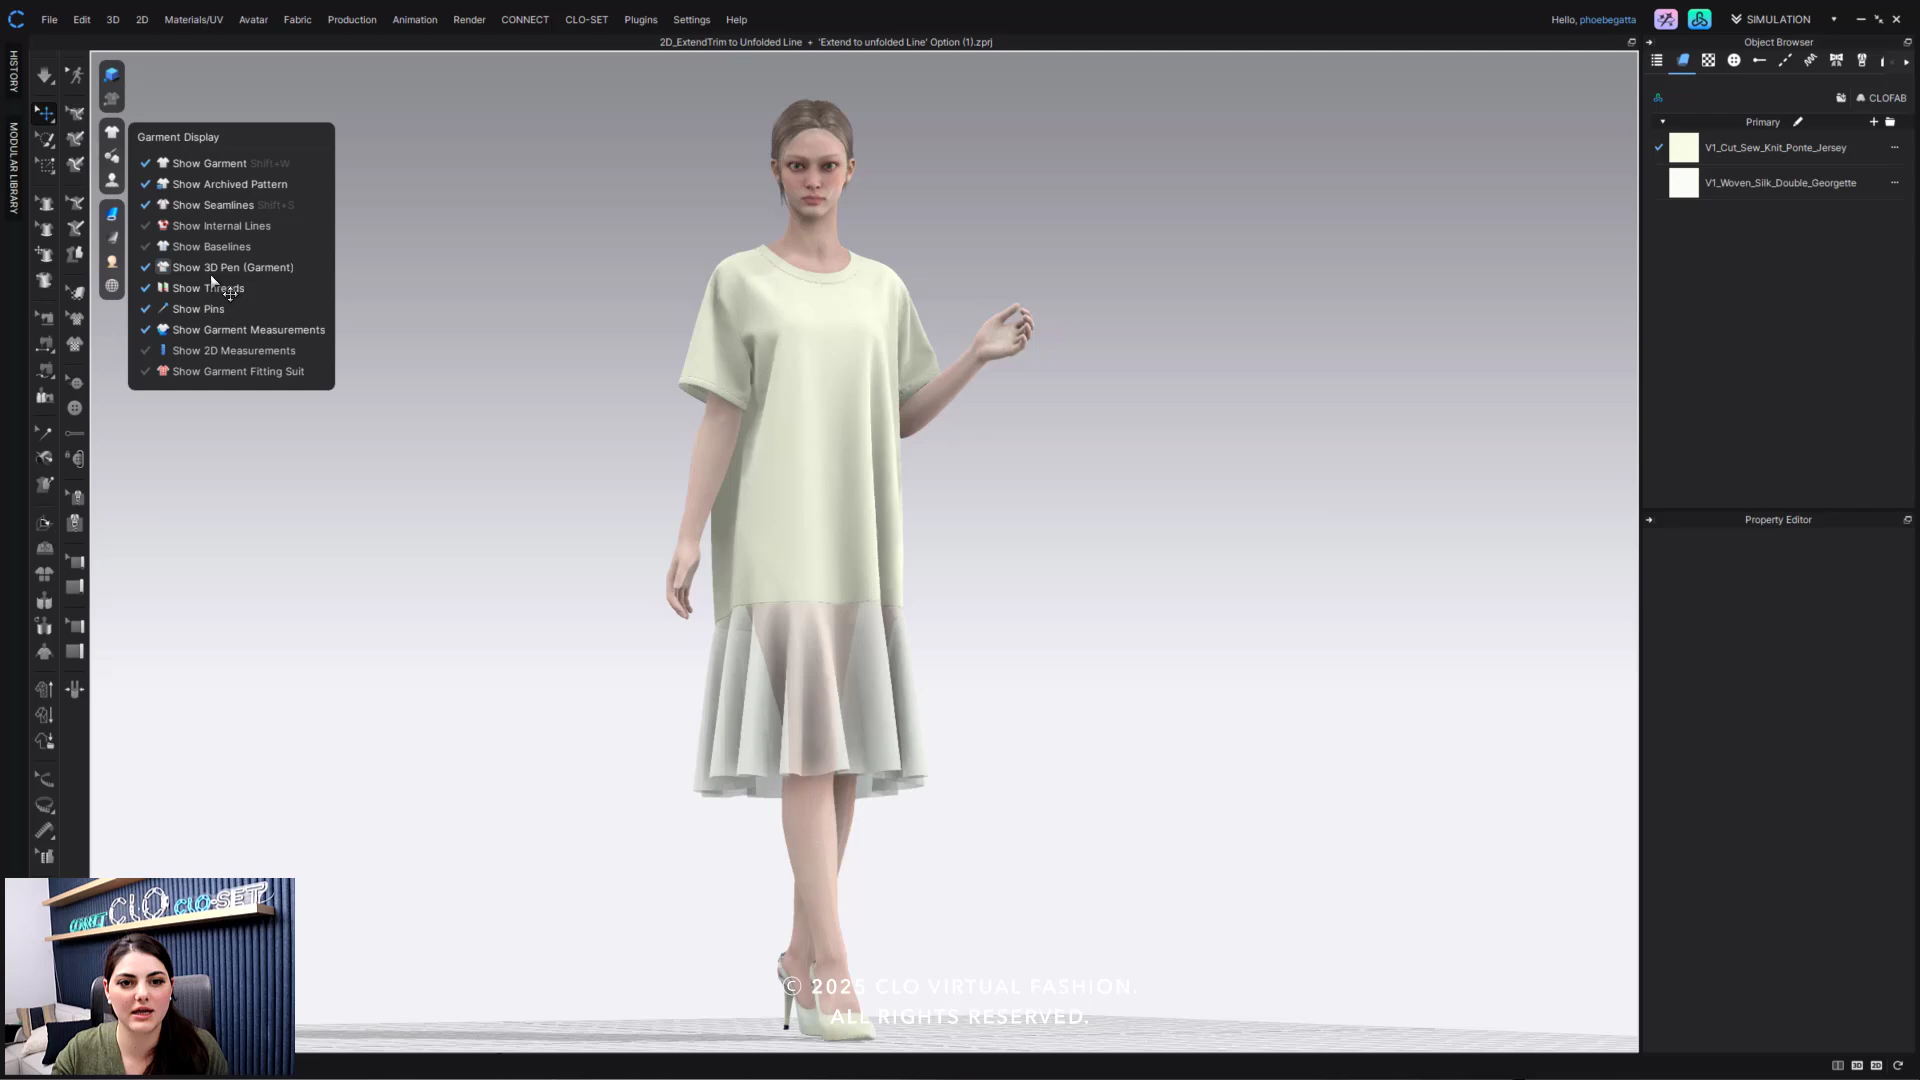 File Edit 3D 2D Materials/UV Avatar Fabric Production Animation Render CONNECT CLO-SET Plugins Settings Help
Hello, phoebegatta
SIMULATION
2D_ExtendTrim to Unfolded Line + 'Extend to unfolded Line' Option (1).zprj
Object Browser
HISTORY
MODULAR LIBRARY
CLOFAB
Primary
V1_Cut_Sew_Knit_Ponte_Jersey
V1_Woven_Silk_Double_Georgette
Garment Display
Show Garment Shift+W
Show Archived Pattern
Show Seamlines Shift+S
Show Internal Lines
Show Baselines
Show 3D Pen (Garment)
Show Threads
Show Pins
Show Garment Measurements
Show 2D Measurements
Show Garment Fitting Suit
Property Editor
CLO CLO-SET
© 2025 CLO VIRTUAL FASHION.
ALL RIGHTS RESERVED.
3D 2D